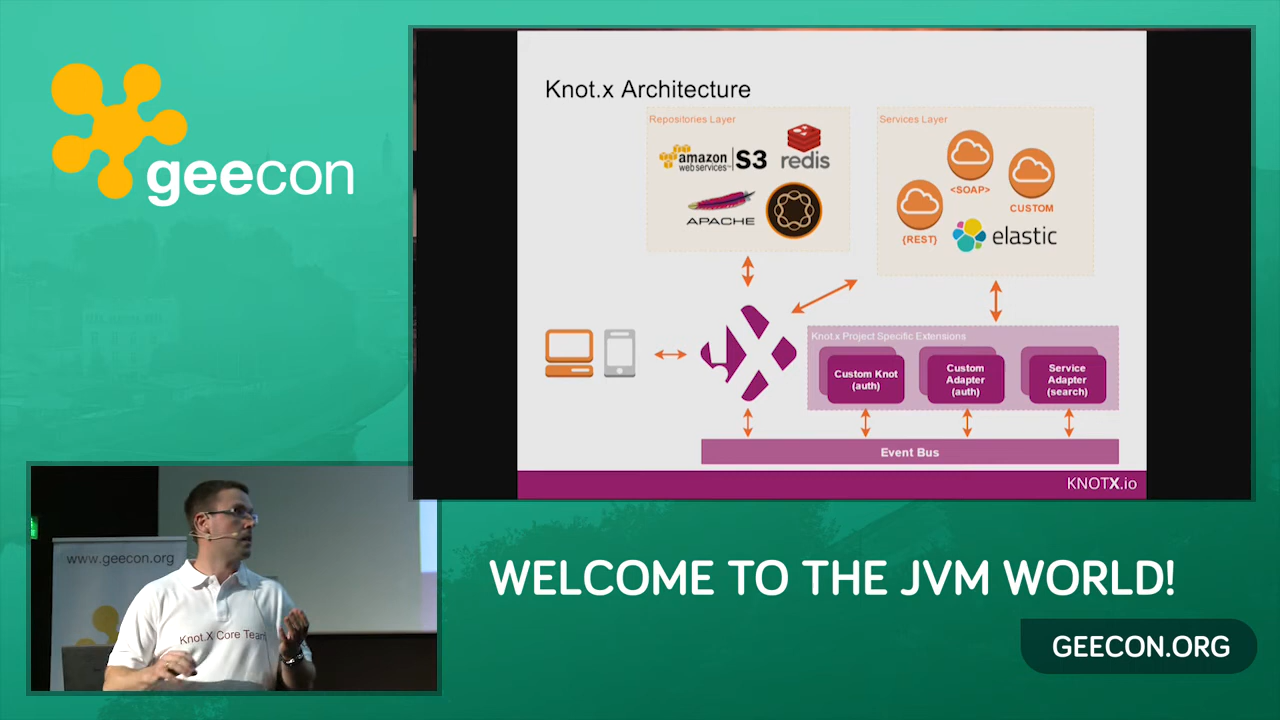 geecon
Knot.x Architecture
Repositories Layer
amazon
webservices™
S3
redis
APACHE
Services Layer
<SOAP>
CUSTOM
{REST}
elastic
Knot.x Project Specific Extensions
Custom Knot
(auth)
Custom
Adapter
(auth)
Service
Adapter
(search)
Event Bus
KNOTX.io
www.geecon.org
Knot.X Core Team
WELCOME TO THE JVM WORLD!
GEECON.ORG